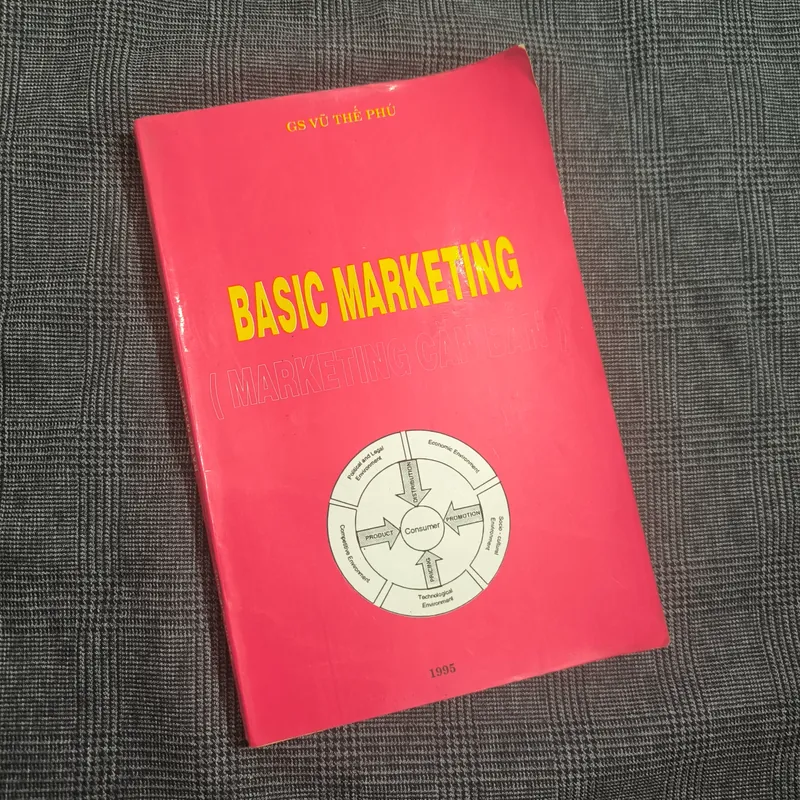 GS VŨ THẾ PHÚ
BASIC MARKETING
( MARKETING CĂN BẢN )
Political and Legal
Environment
Economic Environment
DISTRIBUTION
PRODUCT
Consumer
PROMOTION
PRICING
Competitive Environment
Socio - cultural
Environment
Technological
Environment
1995